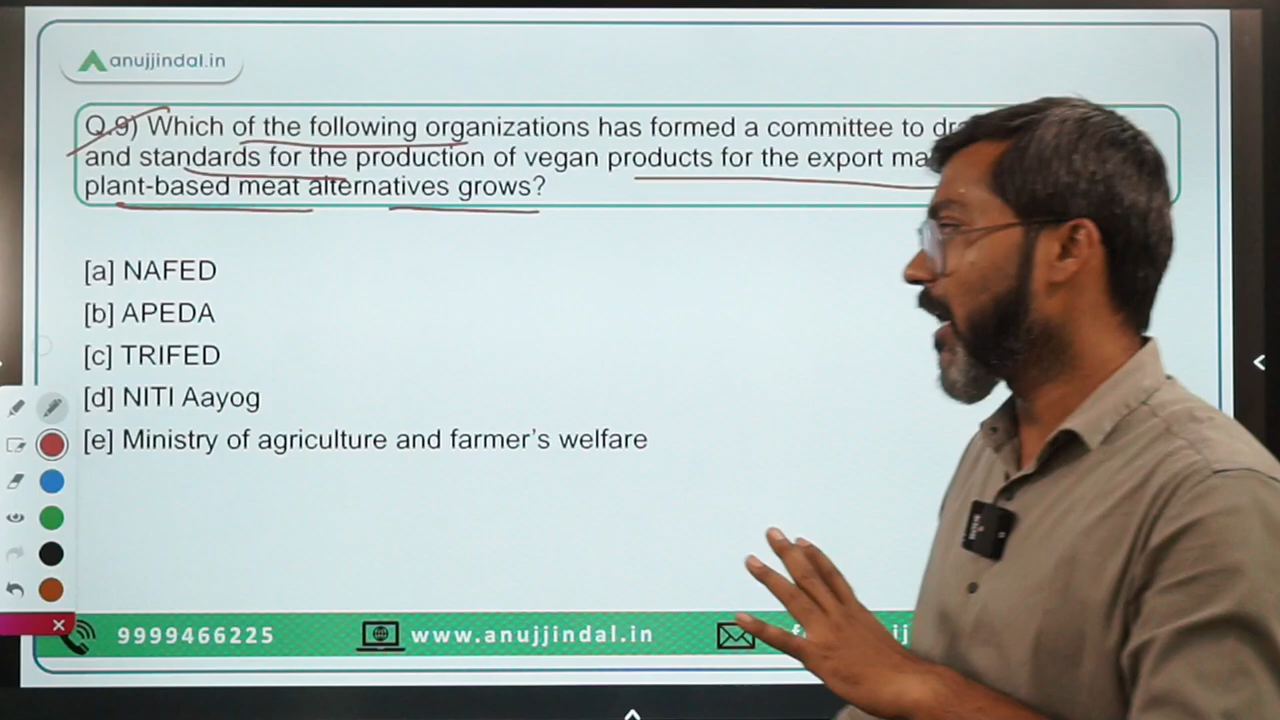 anujjindal.in
Q.9) Which of the following organizations has formed a committee to
and standards for the production of vegan products for the export
plant-based meat alternatives grows?
[a] NAFED
[b] APEDA
[c] TRIFED
[d] NITI Aayog
[e] Ministry of agriculture and farmer's welfare
9999466225 www.anujjindal.in